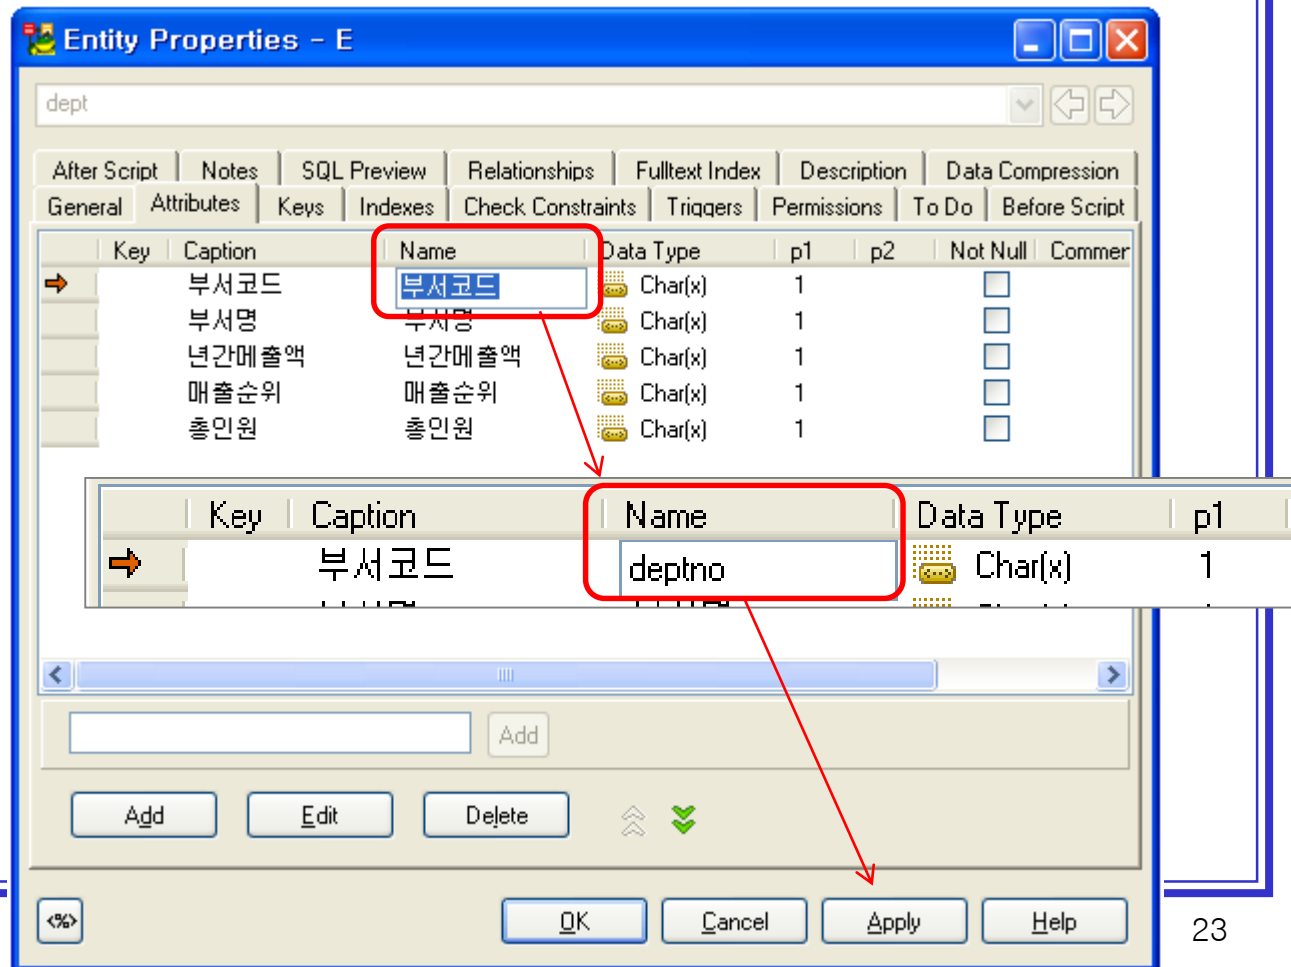 Entity Properties - E
dept
After Script Notes SQL Preview Relationships Fulltext Index Description Data Compression
General Attributes Keys Indexes Check Constraints Triggers Permissions To Do Before Script
Key Caption Name Data Type p1 p2 Not Null Commer
부서코드 부서코드 Char(x) 1
부서명 부서명 Char(x) 1
년간메출액 년간메출액 Char(x) 1
매출순위 매출순위 Char(x) 1
총인원 총인원 Char(x) 1
Key Caption Name Data Type p1
부서코드 deptno Char(x) 1
Add
Add Edit Delete
<%> OK Cancel Apply Help
23